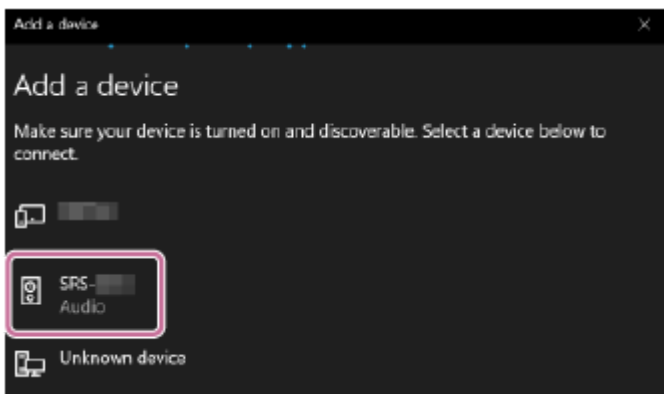 Add a device
Add a device
Make sure your device is turned on and discoverable. Select a device below to
connect.
SRS-
Audio
Unknown device